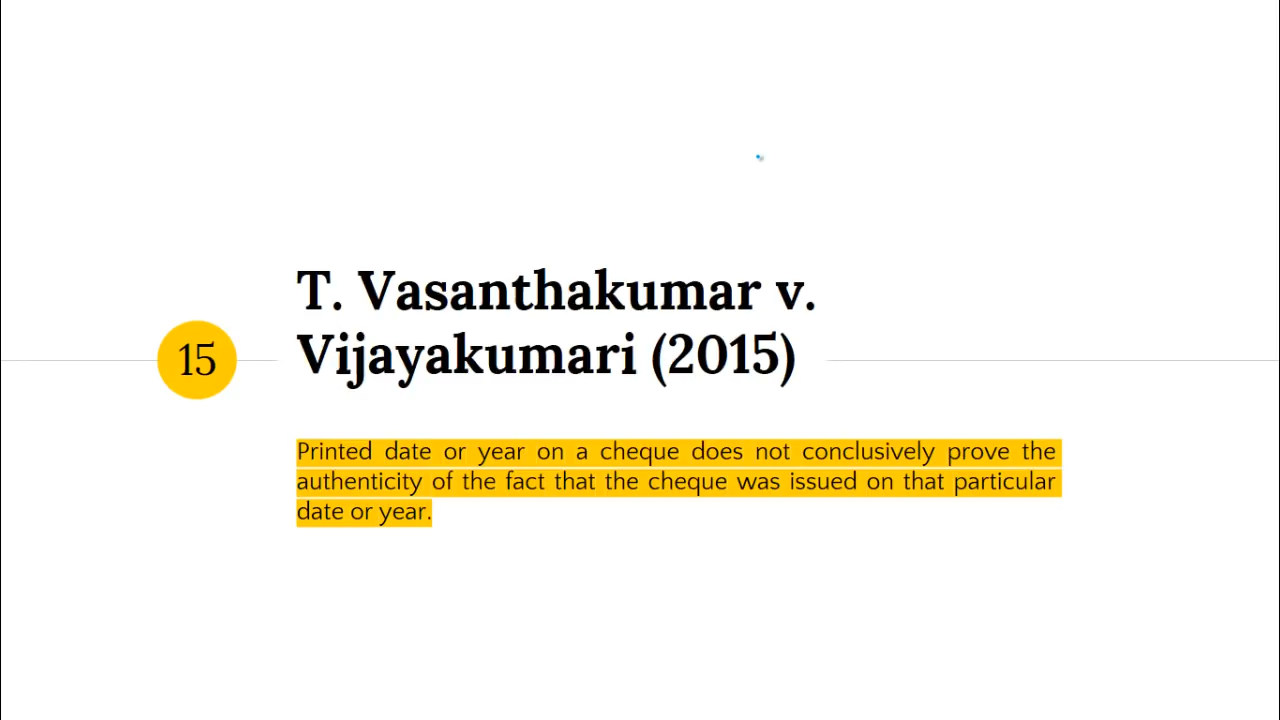 T. Vasanthakumar v.
Vijayakumari (2015)
15
Printed date or year on a cheque does not conclusively prove the
authenticity of the fact that the cheque was issued on that particular
date or year.